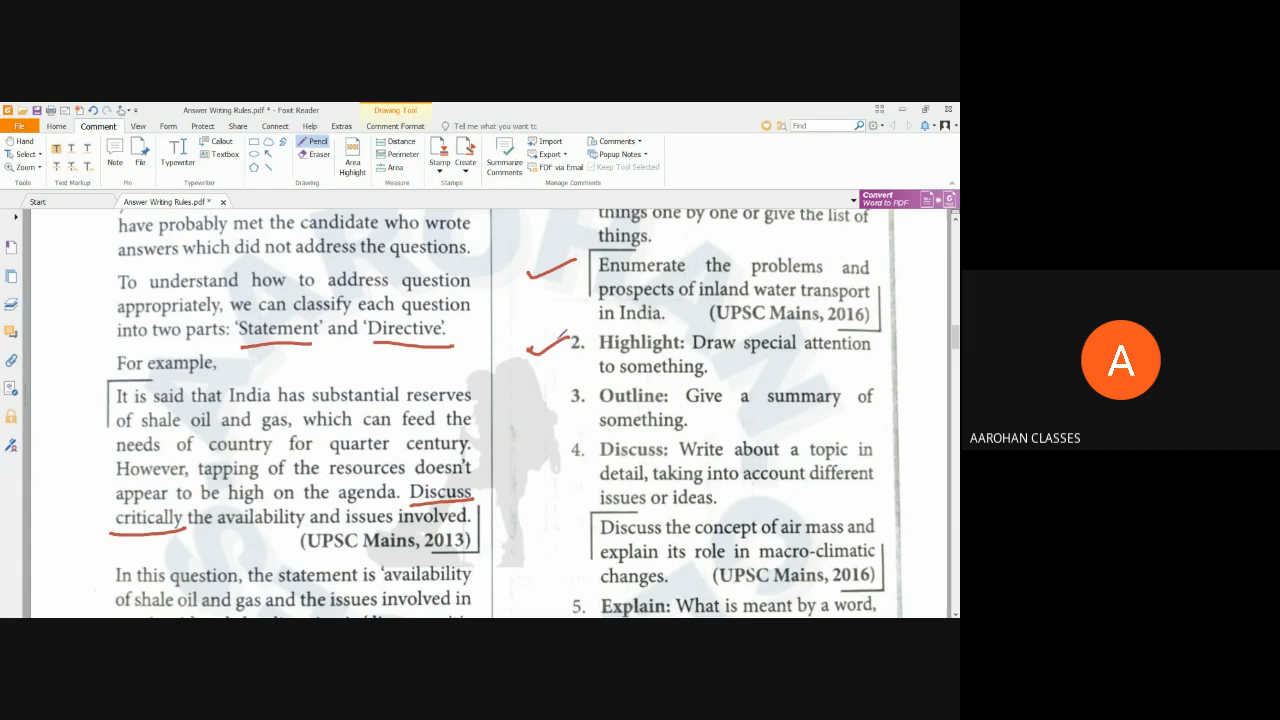 Answer Writing Rules.pdf * - Foxit Reader
Drawing Tool
File
Home
Comment
View
Form
Protect
Share
Connect
Help
Extras
Comment Format
Tell me what you want tc
Find
Hand
Select
Zoom
Tools
Text Markup
Note
File
Pin
Typewriter
Callout
Textbox
Typewriter
Pencil
Eraser
Drawing
Area
Highlight
Distance
Perimeter
Area
Measure
Stamp
Create
Stamps
Summarize
Comments
Import
Export
FDF via Email
Comments
Popup Notes
Keep Tool Selected
Manage Comments
Start
Answer Writing Rules.pdf *
Convert
Word to PDF
have probably met the candidate who wrote
answers which did not address the questions.
To understand how to address question
appropriately, we can classify each question
into two parts: 'Statement' and 'Directive'.
For example,
It is said that India has substantial reserves
of shale oil and gas, which can feed the
needs of country for quarter century.
However, tapping of the resources doesn't
appear to be high on the agenda. Discuss
critically the availability and issues involved.
(UPSC Mains, 2013)
In this question, the statement is 'availability
of shale oil and gas and the issues involved in
things one by one or give the list of
things.
Enumerate the problems and
prospects of inland water transport
in India. (UPSC Mains, 2016)
2. Highlight: Draw special attention
to something.
3. Outline: Give a summary of
something.
4. Discuss: Write about a topic in
detail, taking into account different
issues or ideas.
Discuss the concept of air mass and
explain its role in macro-climatic
changes. (UPSC Mains, 2016)
5. Explain: What is meant by a word,
A
AAROHAN CLASSES